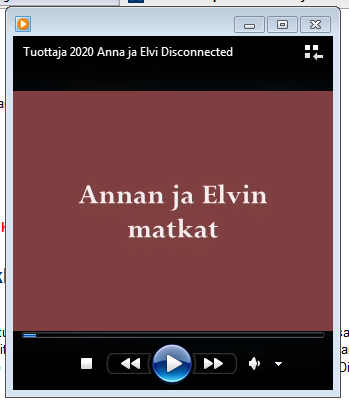 Tuottaja 2020 Anna ja Elvi Disconnected
Annan ja Elvin
matkat